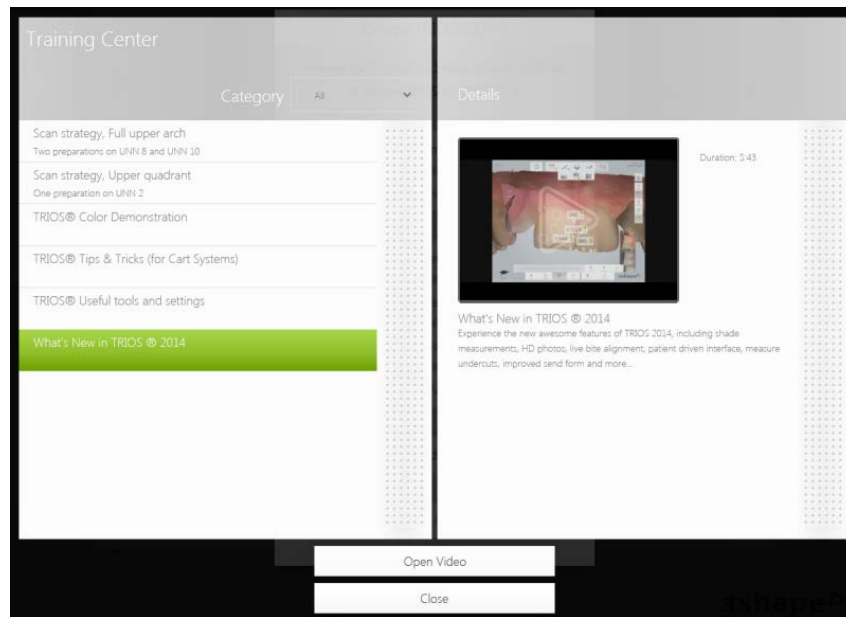 Training Center
Category
All
Scan strategy, Full upper arch
Two preparations on UNN 8 and UNN 10
Scan strategy, Upper quadrant
One preparation on UNN 2
TRIOS® Color Demonstration
TRIOS® Tips & Tricks (for Cart Systems)
TRIOS® Useful tools and settings
What's New in TRIOS ® 2014
Details
Duration: 5:43
What's New in TRIOS ® 2014
Experience the new awesome features of TRIOS 2014, including shade
measurements, HD photos, live bite alignment, patient driven interface, measure
undercuts, improved send form and more...
Open Video
Close
3shape